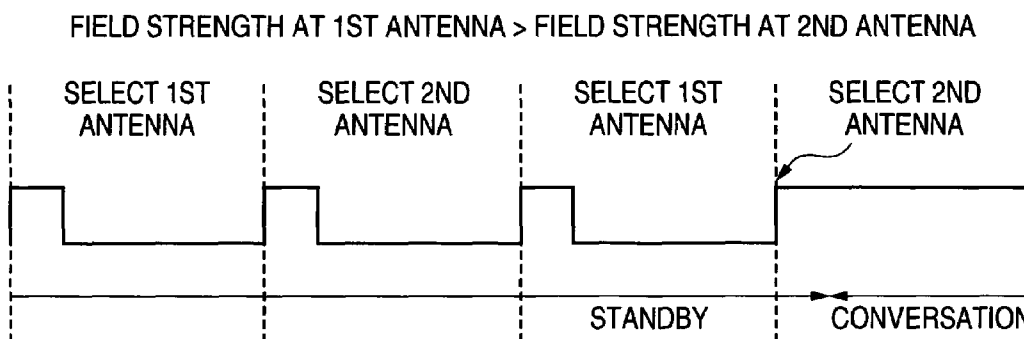 FIELD STRENGTH AT 1ST ANTENNA > FIELD STRENGTH AT 2ND ANTENNA
SELECT 1ST
ANTENNA
SELECT 2ND
ANTENNA
SELECT 1ST
ANTENNA
SELECT 2ND
ANTENNA
STANDBY
CONVERSATION